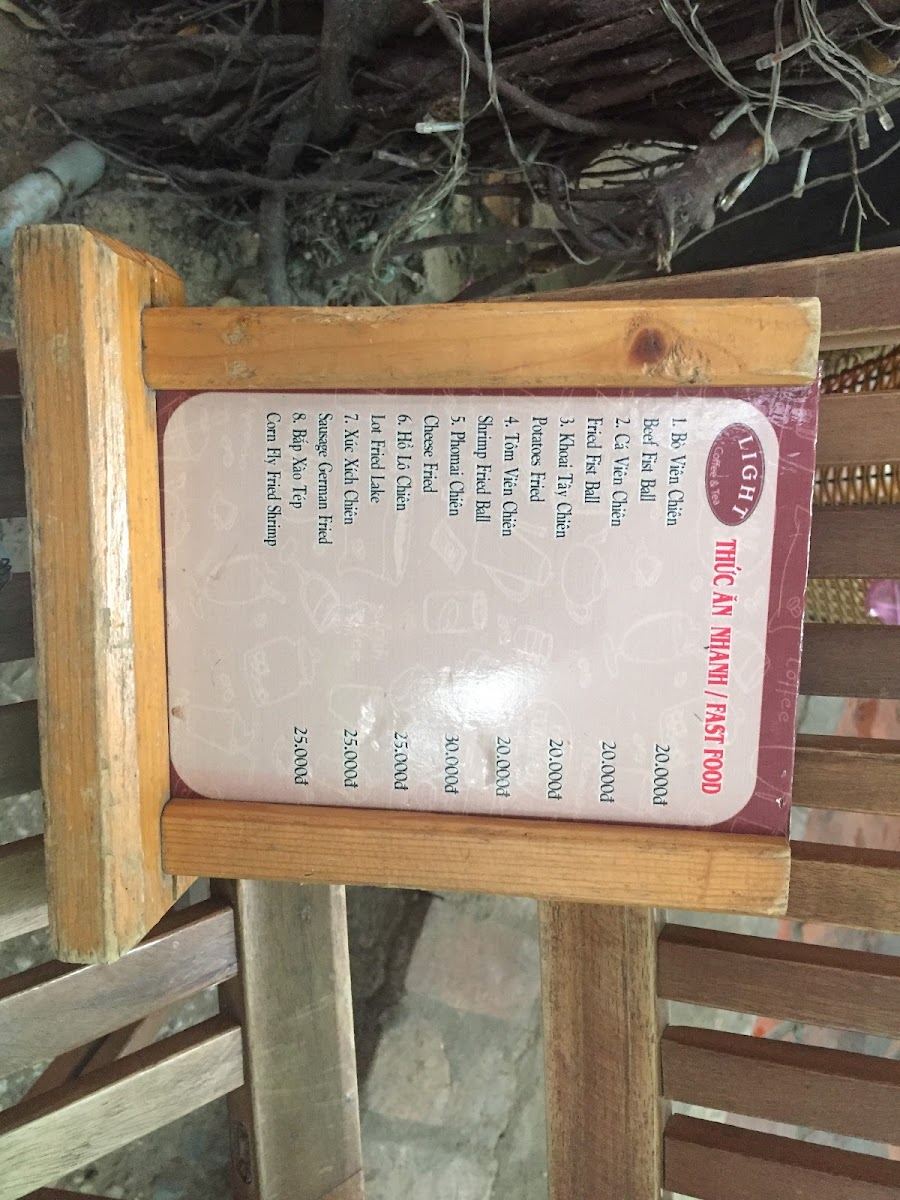 LIGHT
Coffee & Tea
THỨC ĂN NHANH / FAST FOOD
1. Bò Viên Chiên 20.000đ
Beef Fist Ball
2. Cá Viên Chiên 20.000đ
Fried Fist Ball
3. Khoai Tây Chiên 20.000đ
Potatoes Fried
4. Tôm Viên Chiên 20.000đ
Shrimp Fried Ball
5. Phomai Chiên 30.000đ
Cheese Fried
6. Hồ Lô Chiên 25.000đ
Lot Fried Lake
7. Xúc Xích Chiên 25.000đ
Sausage German Fried
8. Bắp Xào Tép 25.000đ
Corn Fly Fried Shrimp